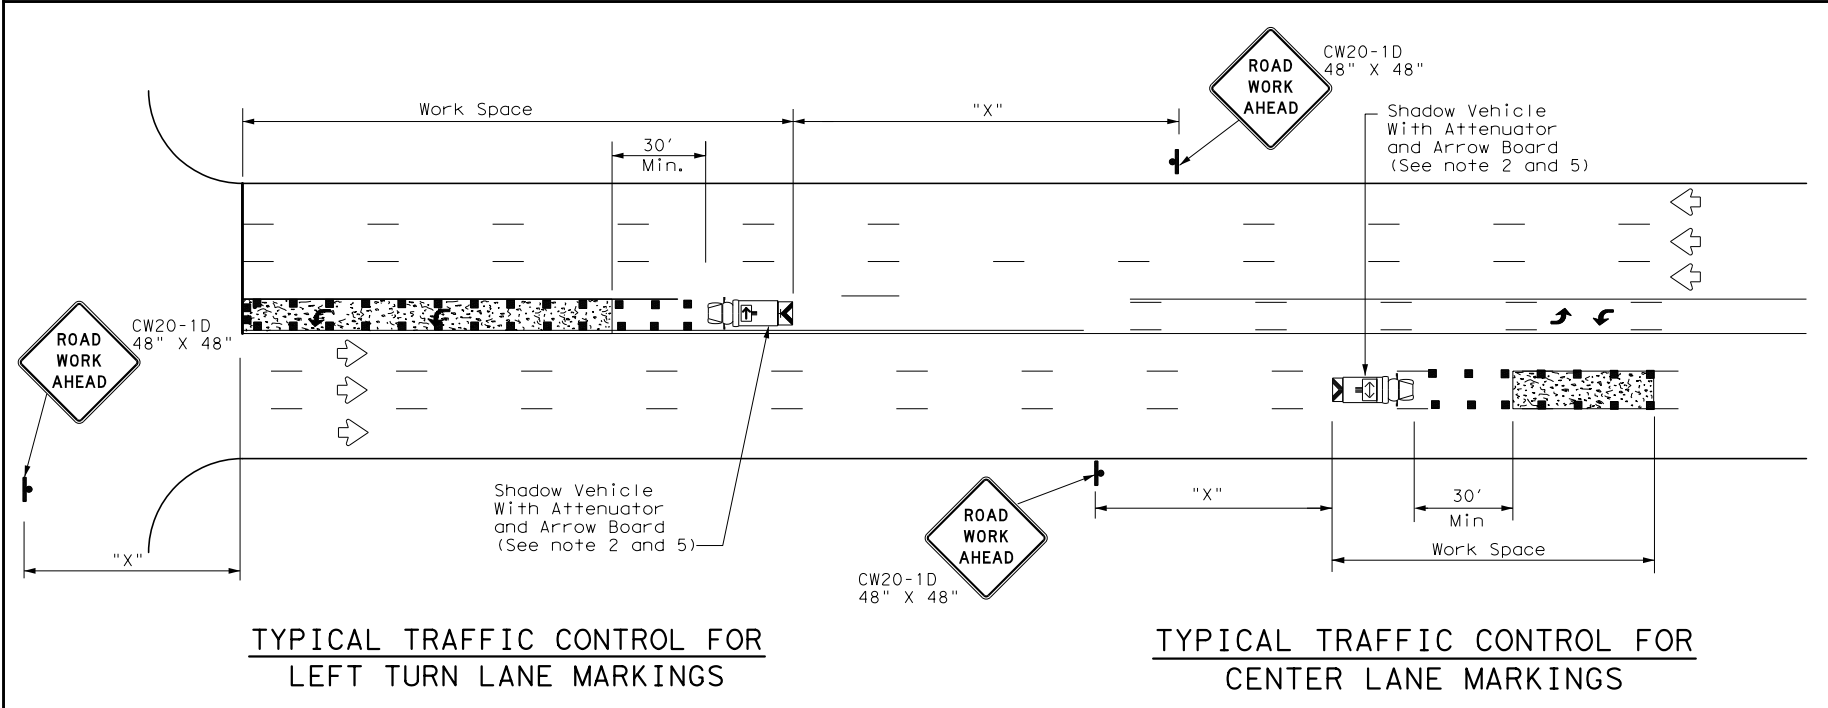 ROAD
WORK
AHEAD
CW20-1D
48" X 48"
Work Space
"X"
30'
Min.
Shadow Vehicle
With Attenuator
and Arrow Board
(See note 2 and 5)
ROAD
WORK
AHEAD
CW20-1D
48" X 48"
Shadow Vehicle
With Attenuator
and Arrow Board
(See note 2 and 5)
"X"
ROAD
WORK
AHEAD
CW20-1D
48" X 48"
"X"
30'
Min
Work Space
TYPICAL TRAFFIC CONTROL FOR
LEFT TURN LANE MARKINGS
TYPICAL TRAFFIC CONTROL FOR
CENTER LANE MARKINGS